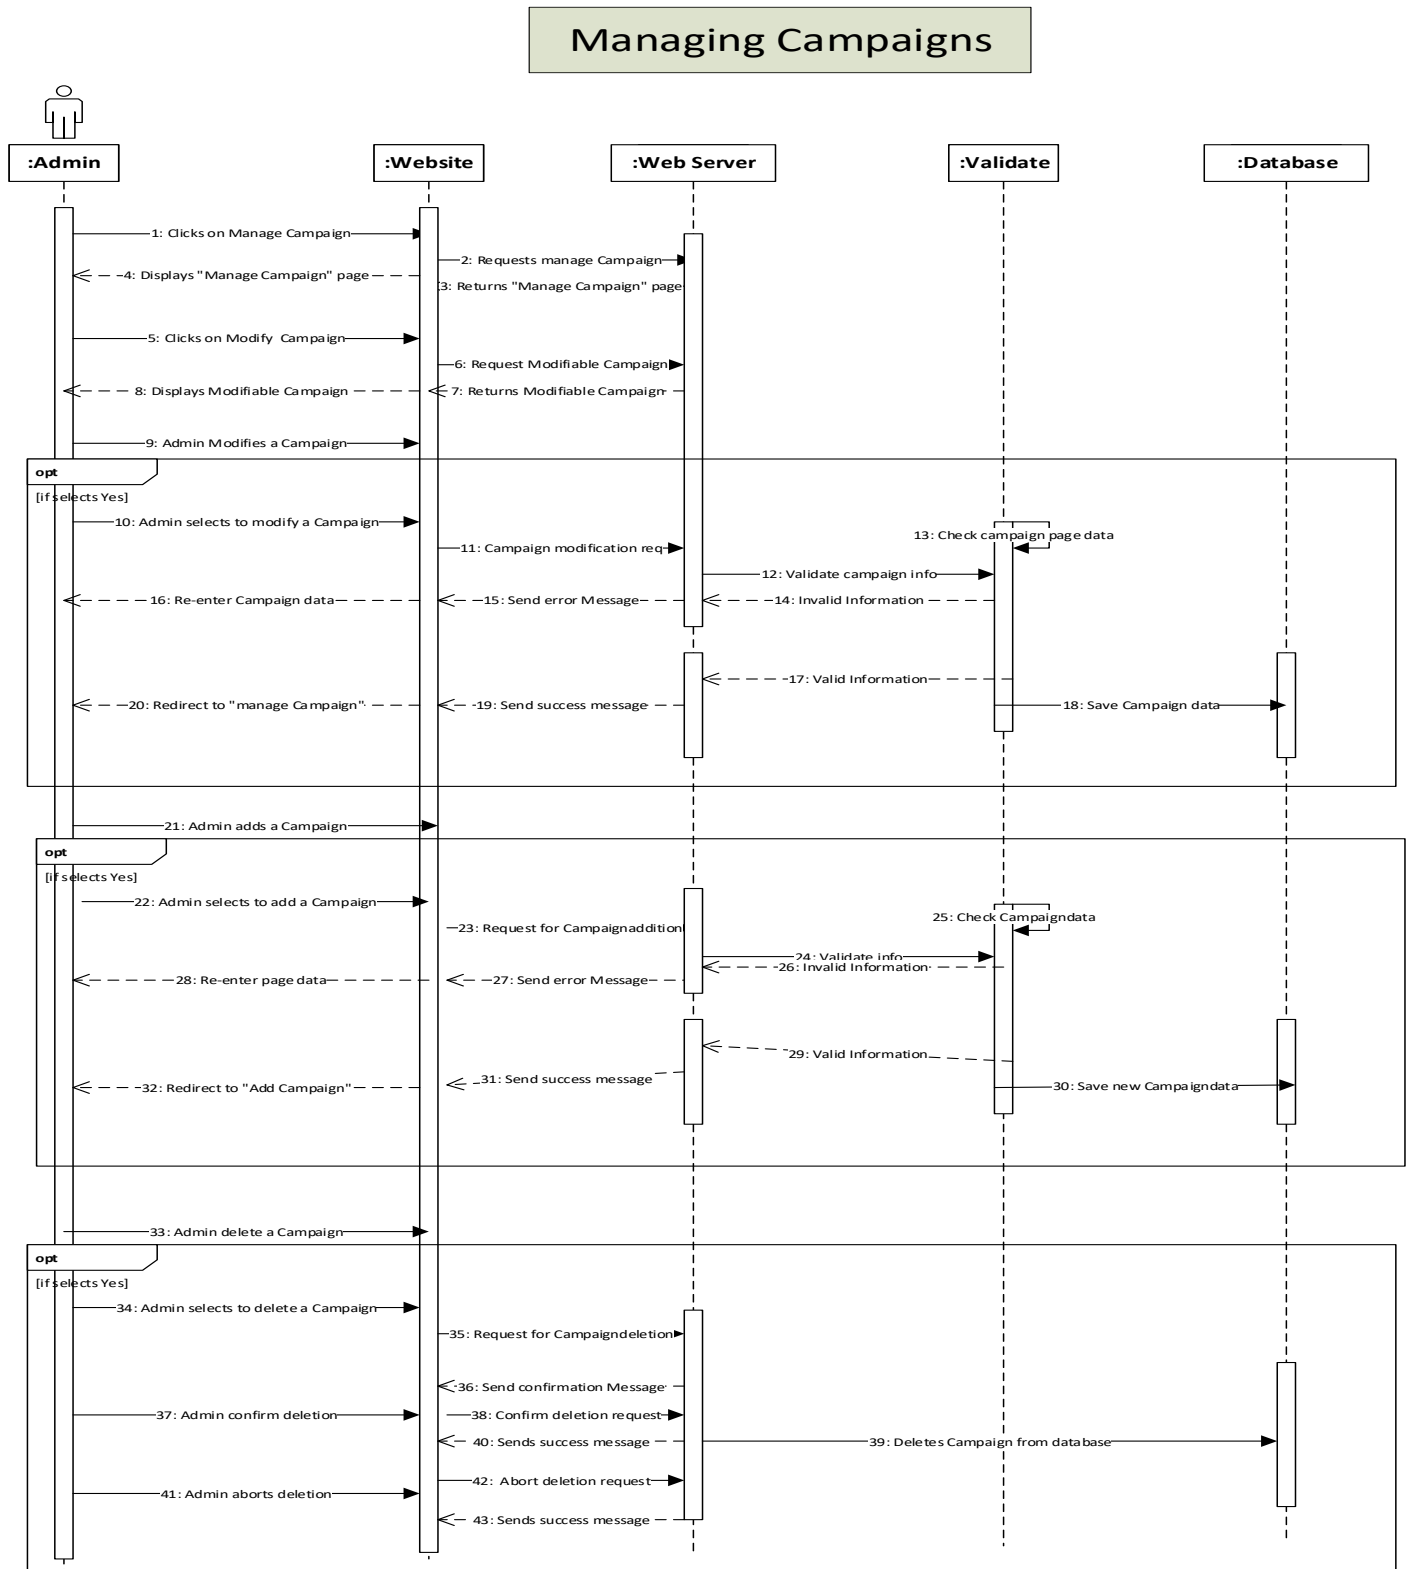 Managing Campaigns
:Admin
:Website
:Web Server
:Validate
:Database
1: Clicks on Manage Campaign
2: Requests manage Campaign
4: Displays "Manage Campaign" page
3: Returns "Manage Campaign" page
5: Clicks on Modify Campaign
6: Request Modifiable Campaign
8: Displays Modifiable Campaign
7: Returns Modifiable Campaign
9: Admin Modifies a Campaign
opt
[if selects Yes]
10: Admin selects to modify a Campaign
13: Check campaign page data
11: Campaign modification req
12: Validate campaign info
16: Re-enter Campaign data
15: Send error Message
14: Invalid Information
17: Valid Information
20: Redirect to "manage Campaign"
19: Send success message
18: Save Campaign data
21: Admin adds a Campaign
opt
[if selects Yes]
22: Admin selects to add a Campaign
25: Check Campaigndata
23: Request for Campaignaddition
24: Validate info
26: Invalid Information
28: Re-enter page data
27: Send error Message
29: Valid Information
31: Send success message
32: Redirect to "Add Campaign"
30: Save new Campaigndata
33: Admin delete a Campaign
opt
[if selects Yes]
34: Admin selects to delete a Campaign
35: Request for Campaigndeletion
36: Send confirmation Message
37: Admin confirm deletion
38: Confirm deletion request
40: Sends success message
39: Deletes Campaign from database
42: Abort deletion request
41: Admin aborts deletion
43: Sends success message